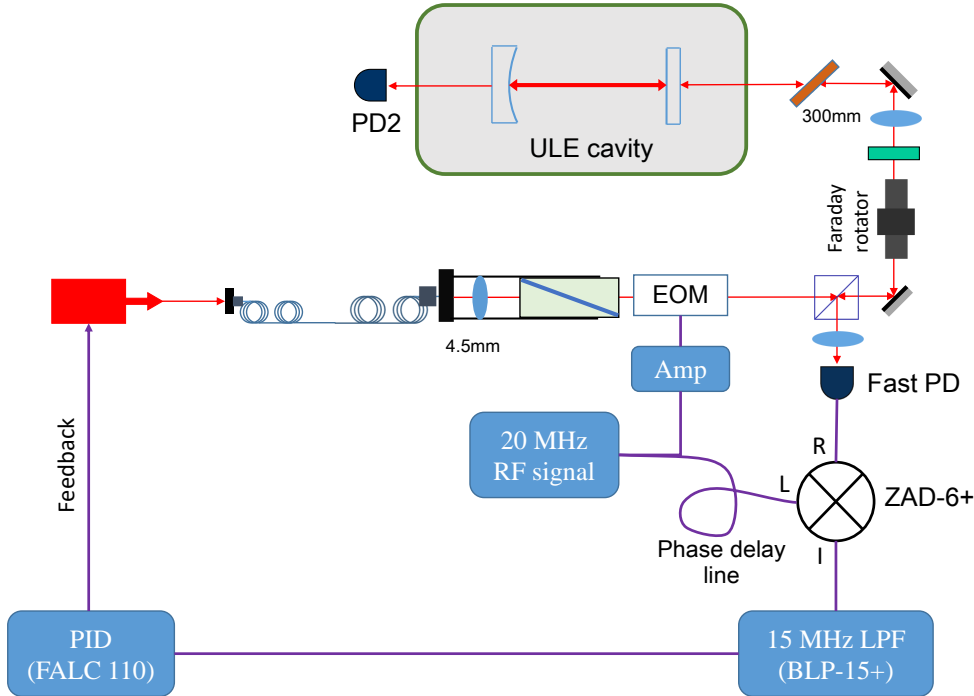 PD2
ULE cavity
300mm
Faraday
rotator
4.5mm
EOM
Amp
Fast PD
20 MHz
RF signal
R
L
ZAD-6+
I
Phase delay
line
Feedback
PID
(FALC 110)
15 MHz LPF
(BLP-15+)